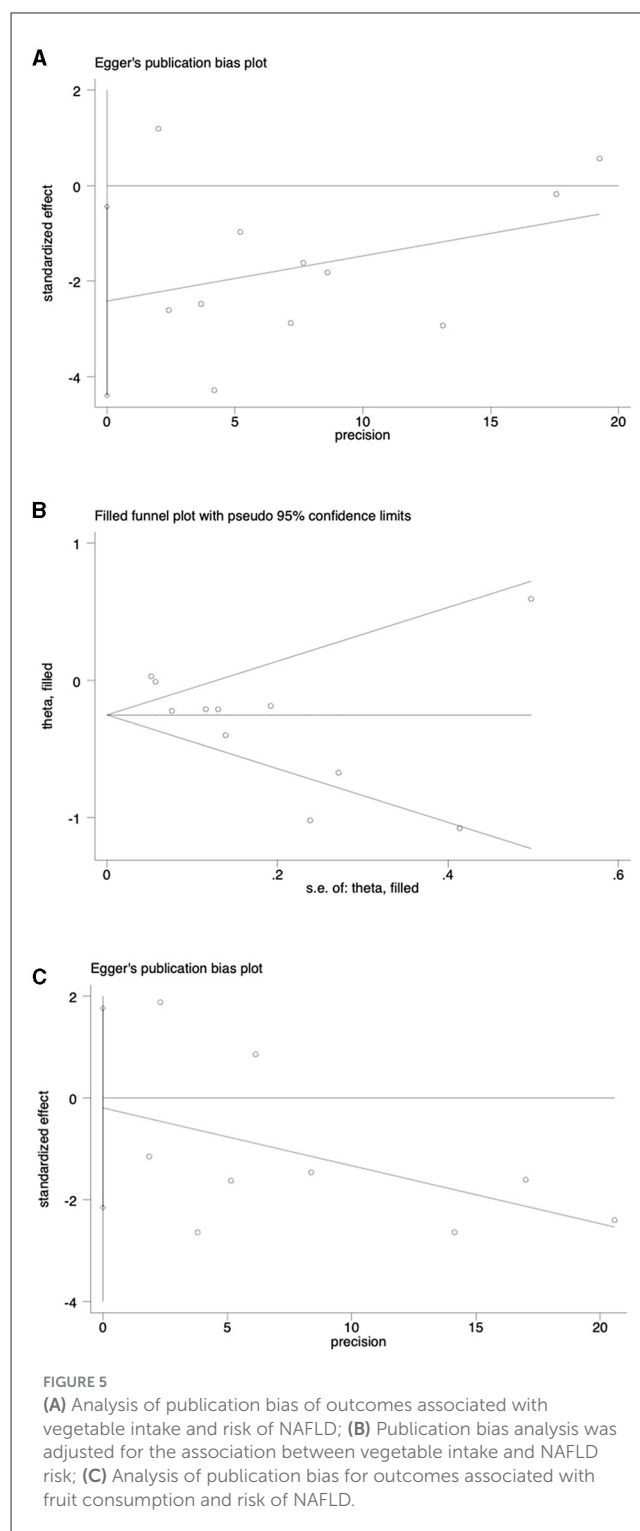 A
Egger's publication bias plot
2
0
-2
-4
standardized effect
0
5
10
15
20
precision
B
Filled funnel plot with pseudo 95% confidence limits
1
0
-1
theta, filled
0
.2
.4
.6
s.e. of: theta, filled
C
Egger's publication bias plot
2
0
-2
-4
standardized effect
0
5
10
15
20
precision
FIGURE 5
(A) Analysis of publication bias of outcomes associated with
vegetable intake and risk of NAFLD; (B) Publication bias analysis was
adjusted for the association between vegetable intake and NAFLD
risk; (C) Analysis of publication bias for outcomes associated with
fruit consumption and risk of NAFLD.